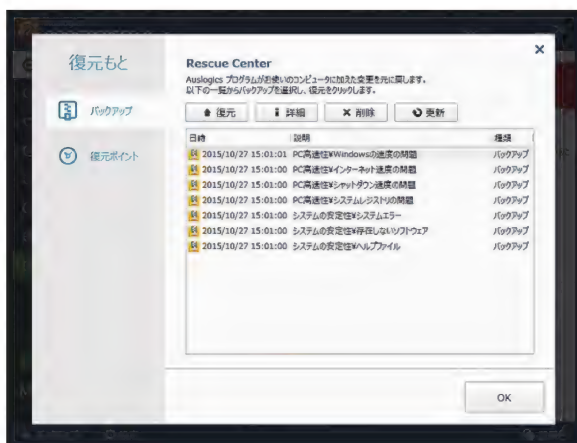 復元もと
バックアップ
復元ポイント
Rescue Center
Auslogics プログラムがお使いのコンピュータに加えた変更を元に戻します。
以下の一覧からバックアップを選択し、復元をクリックします。
復元 詳細 削除 更新
日時 説明 種類
2015/10/27 15:01:01 PC高速性¥Windowsの速度の問題 バックアップ
2015/10/27 15:01:00 PC高速性¥インターネット速度の問題 バックアップ
2015/10/27 15:01:00 PC高速性¥シャットダウン速度の問題 バックアップ
2015/10/27 15:01:00 PC高速性¥システムレジストリの問題 バックアップ
2015/10/27 15:01:00 システムの安定性¥システムエラー バックアップ
2015/10/27 15:01:00 システムの安定性¥存在しないソフトウェア バックアップ
2015/10/27 15:01:00 システムの安定性¥ヘルプファイル バックアップ
OK